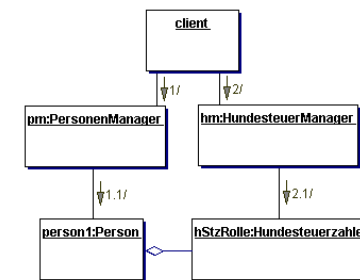 client
1/
2/
pm:PersonenManager
hm:HundesteuerManager
1.1/
2.1/
person1:Person
hStzRolle:Hundesteuerzahle